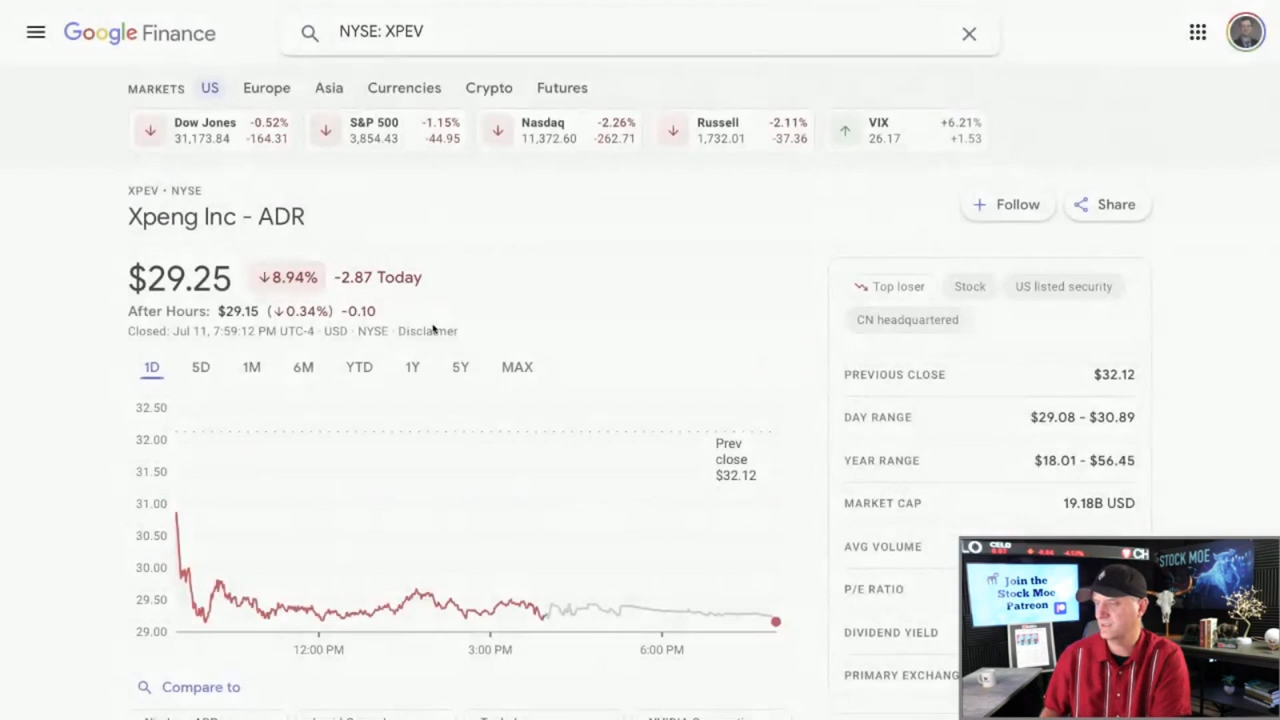 Google Finance
NYSE: XPEV
MARKETS US Europe Asia Currencies Crypto Futures
Dow Jones -0.52%
31,173.84 -164.31
S&P 500 -1.15%
3,854.43 -44.95
Nasdaq -2.26%
11,372.60 -262.71
Russell -2.11%
1,732.01 -37.36
VIX +6.21%
26.17 +1.53
XPEV • NYSE
Xpeng Inc - ADR
+ Follow
Share
$29.25 ↓8.94% -2.87 Today
After Hours: $29.15 (↓0.34%) -0.10
Closed: Jul 11, 7:59:12 PM UTC-4 · USD · NYSE · Disclaimer
1D 5D 1M 6M YTD 1Y 5Y MAX
32.50
32.00
31.50
31.00
30.50
30.00
29.50
29.00
Prev
close
$32.12
12:00 PM 3:00 PM 6:00 PM
Compare to
Top loser Stock US listed security
CN headquartered
PREVIOUS CLOSE $32.12
DAY RANGE $29.08 - $30.89
YEAR RANGE $18.01 - $56.45
MARKET CAP 19.18B USD
AVG VOLUME
P/E RATIO
DIVIDEND YIELD
PRIMARY EXCHANG
CH
STOCK MOE
Join the
Stock Moe
Patreon